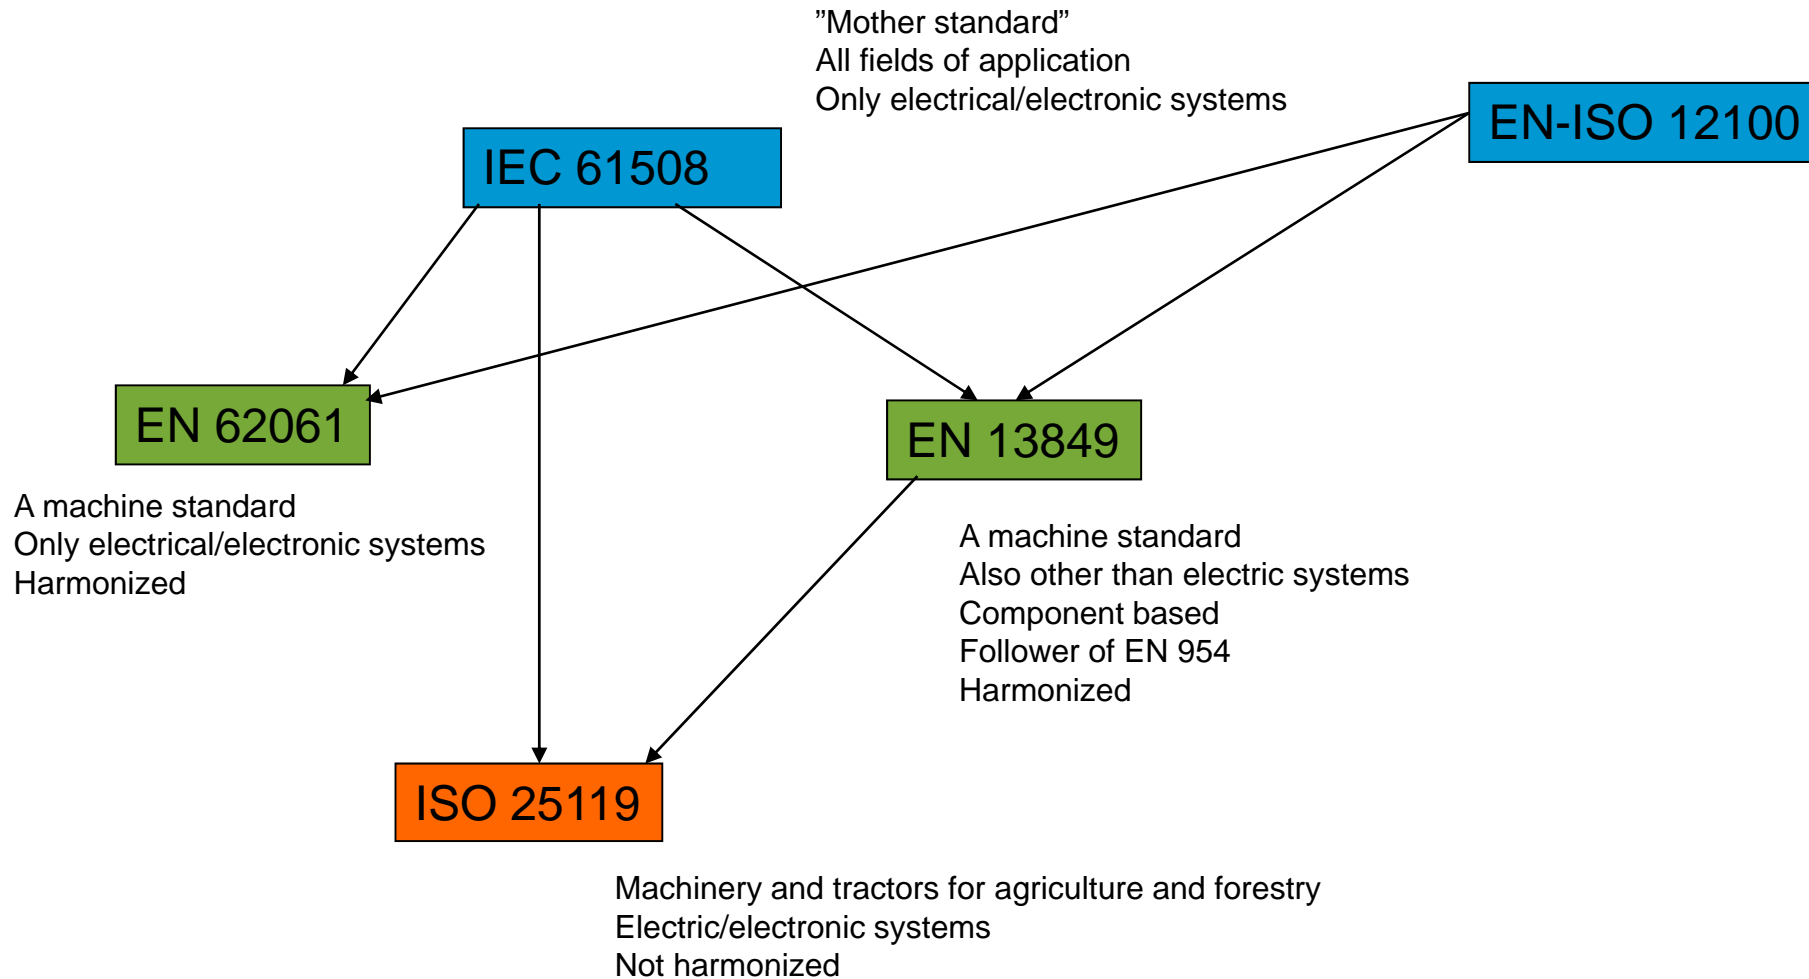 ”Mother standard”
All fields of application
Only electrical/electronic systems
EN-ISO 12100
IEC 61508
EN 62061
EN 13849
A machine standard
Only electrical/electronic systems
Harmonized
A machine standard
Also other than electric systems
Component based
Follower of EN 954
Harmonized
ISO 25119
Machinery and tractors for agriculture and forestry
Electric/electronic systems
Not harmonized